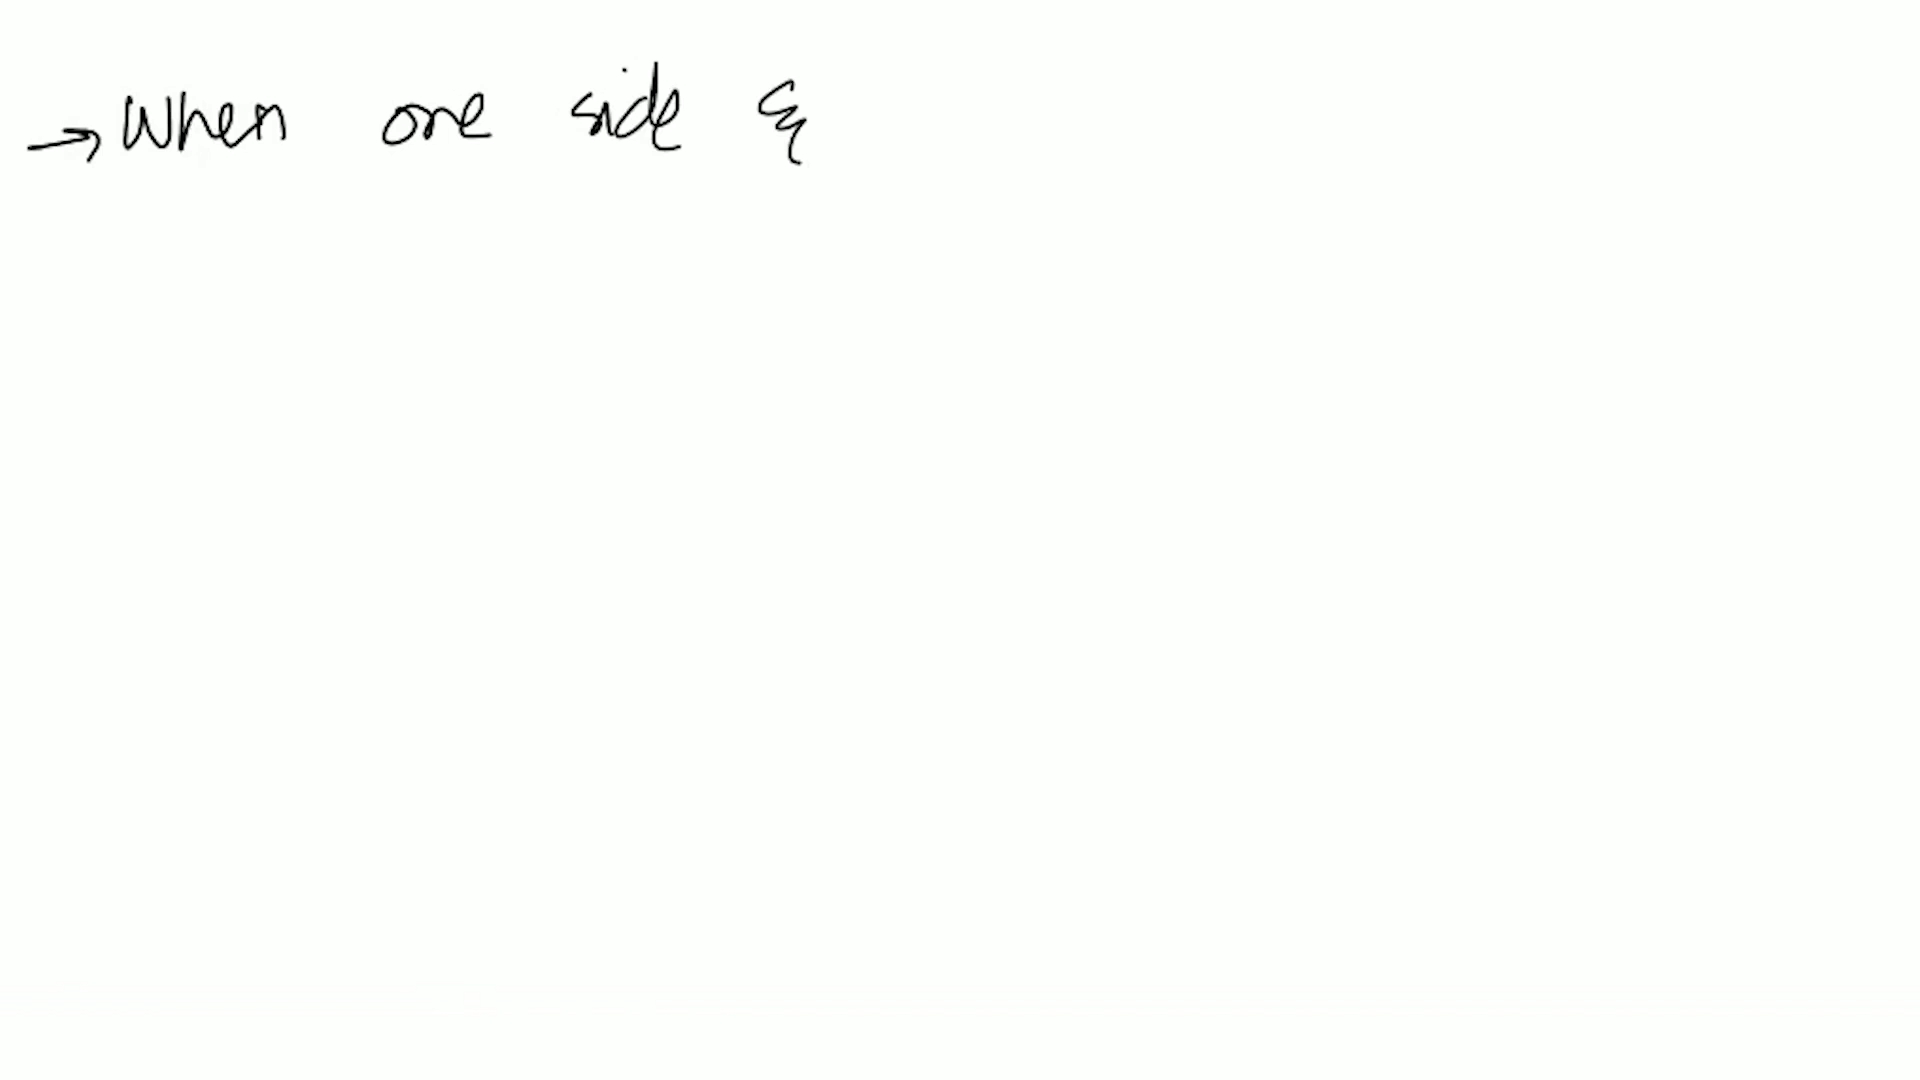 → When one side &